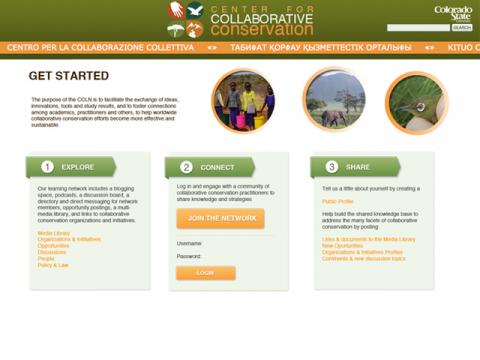 CENTER FOR
COLLABORATIVE
conservation
Colorado
State
SEARCH
CENTRO PER LA COLLABORAZIONE COLLETTIVA «» ТАБИҒАТ ҚОРҒАУ ҚЫЗМЕТТЕСТІК ОРТАЛЫҒЫ «» KITUO C
GET STARTED
The purpose of the CCLN is to facilitate the exchange of ideas,
innovations, tools and study results, and to foster connections
among academics, practitioners and others, to help worldwide
collaborative conservation efforts become more effective and
sustainable.
1 EXPLORE
Our learning network includes a blogging
space, podcasts, a discussion board, a
directory and direct messaging for network
members, opportunity postings, a multi-
media library, and links to collaborative
conservation organizations and initiatives.
Media Library
Organizations & Initiatives
Opportunities
Discussions
People
Policy & Law
2 CONNECT
Log in and engage with a community of
collaborative conservation practitioners to
share knowledge and strategies
JOIN THE NETWORK
Username:
Password:
LOGIN
3 SHARE
Tell us a little about yourself by creating a
Public Profile
Help build the shared knowledge base to
address the many facets of collaborative
conservation by posting:
Links & documents to the Media Library
New Oportunities
Organizations & Initiatives Profiles
Comments & new discussion topics